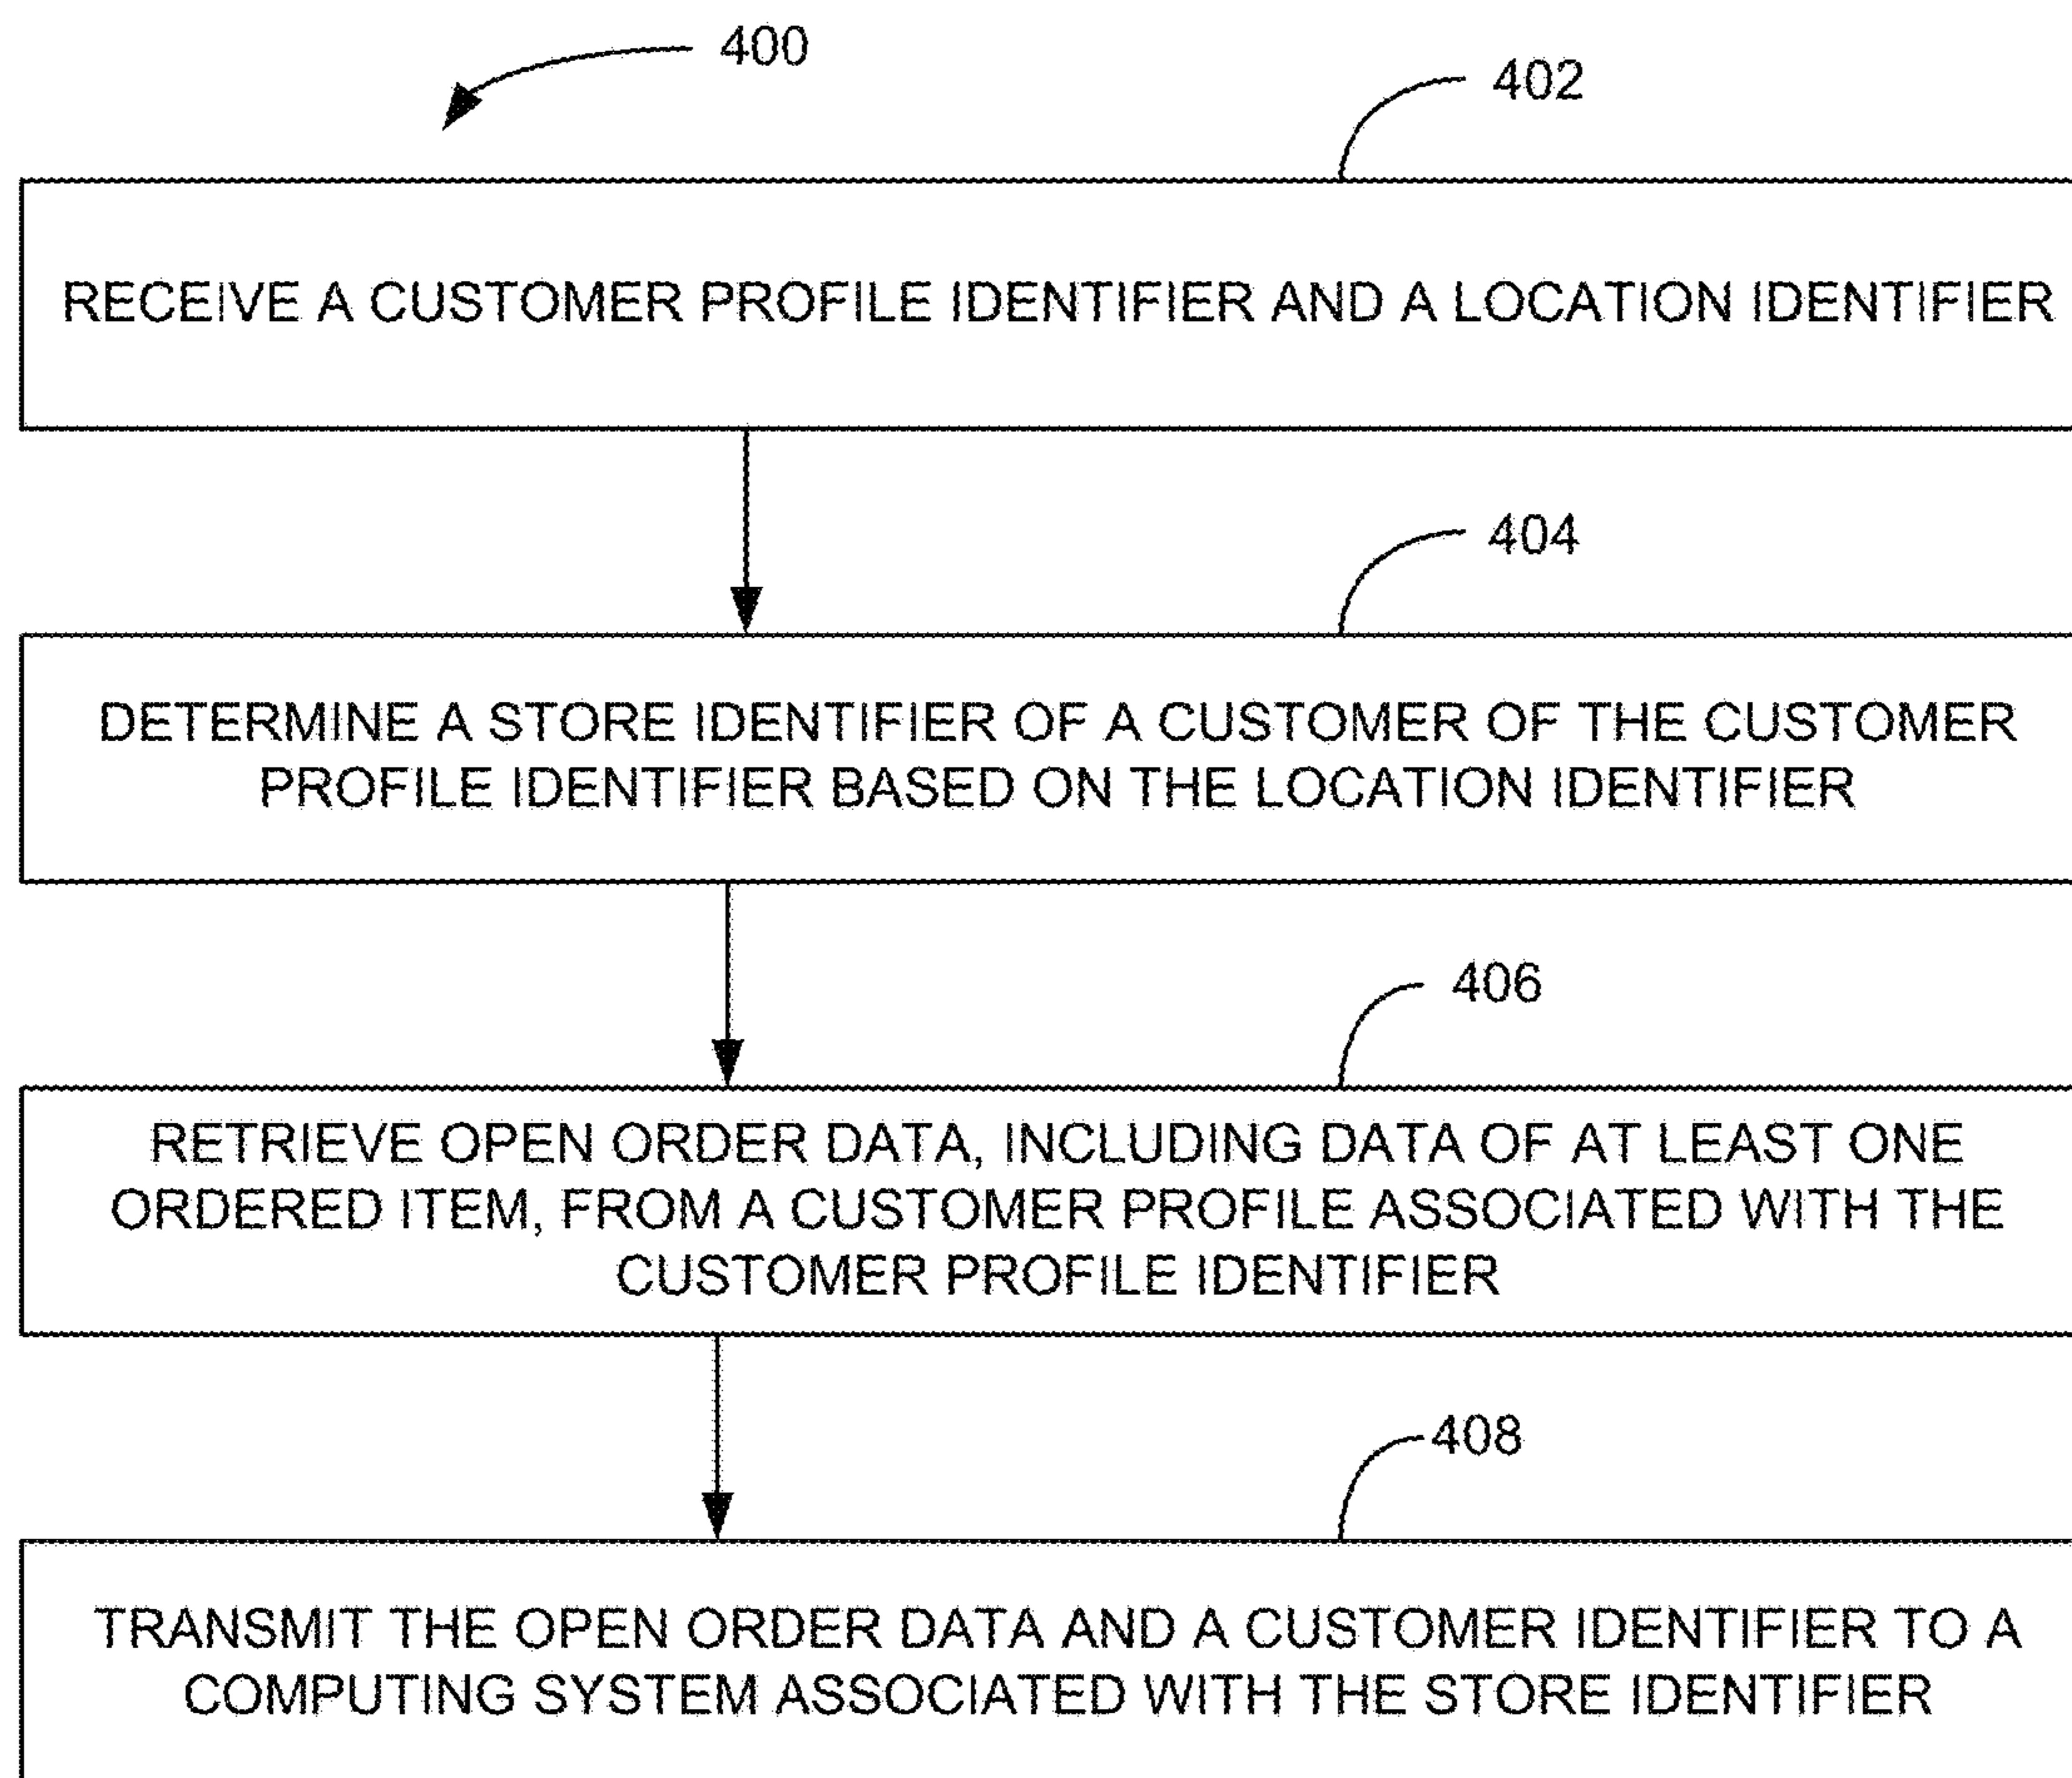 400
402
RECEIVE A CUSTOMER PROFILE IDENTIFIER AND A LOCATION IDENTIFIER
404
DETERMINE A STORE IDENTIFIER OF A CUSTOMER OF THE CUSTOMER
PROFILE IDENTIFIER BASED ON THE LOCATION IDENTIFIER
406
RETRIEVE OPEN ORDER DATA, INCLUDING DATA OF AT LEAST ONE
ORDERED ITEM, FROM A CUSTOMER PROFILE ASSOCIATED WITH THE
CUSTOMER PROFILE IDENTIFIER
408
TRANSMIT THE OPEN ORDER DATA AND A CUSTOMER IDENTIFIER TO A
COMPUTING SYSTEM ASSOCIATED WITH THE STORE IDENTIFIER